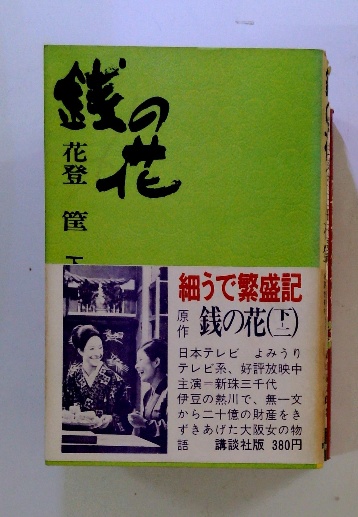 銭の花
花登 筐
下
細うで繁盛記
原作 銭の花(下)
日本テレビ よみうり
テレビ系、好評放映中
主演=新珠三千代
伊豆の熱川で、無一文
から二十億の財産をき
ずきあげた大阪女の物
語 講談社版 380円